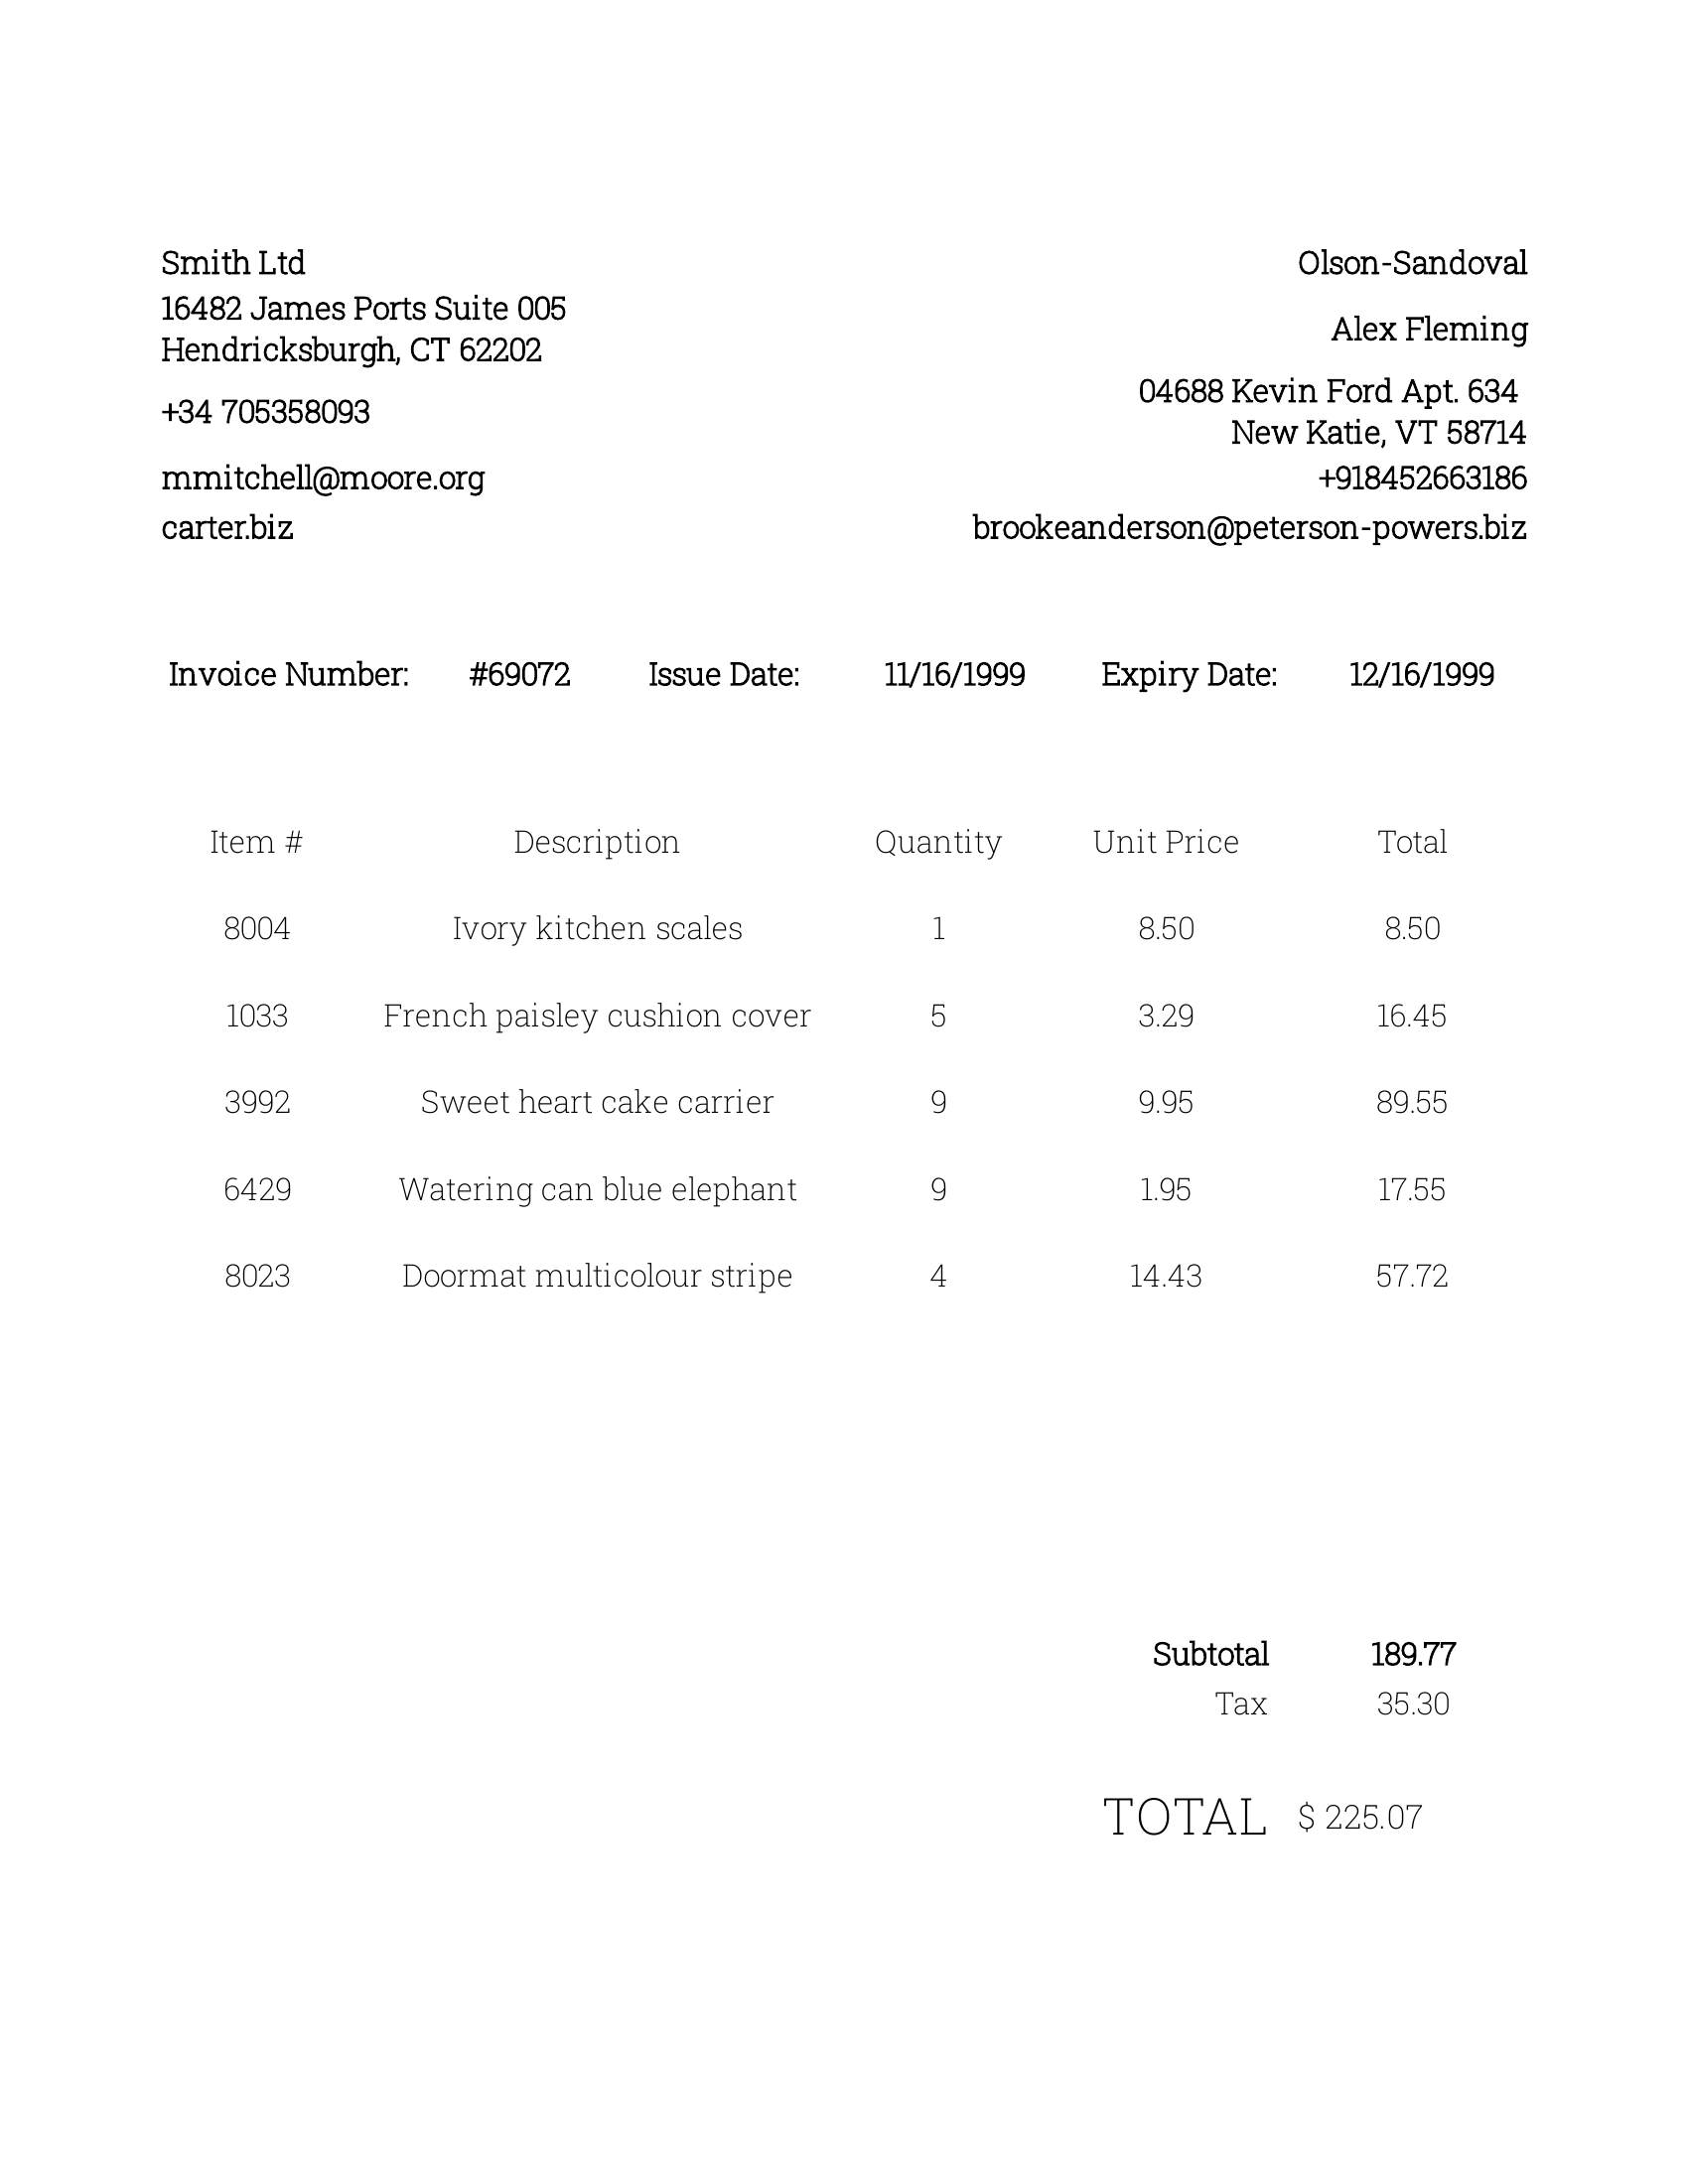 Smith Ltd
16482 James Ports Suite 005
Hendricksburgh, CT 62202
+34 705358093
mmitchell@moore.org
carter.biz
Olson-Sandoval
Alex Fleming
04688 Kevin Ford Apt. 634
New Katie, VT 58714
+918452663186
brookeanderson@peterson-powers.biz
Invoice Number: #69072 Issue Date: 11/16/1999 Expiry Date: 12/16/1999
Item # Description Quantity Unit Price Total
8004 Ivory kitchen scales 1 8.50 8.50
1033 French paisley cushion cover 5 3.29 16.45
3992 Sweet heart cake carrier 9 9.95 89.55
6429 Watering can blue elephant 9 1.95 17.55
8023 Doormat multicolour stripe 4 14.43 57.72
Subtotal 189.77
Tax 35.30
TOTAL $ 225.07